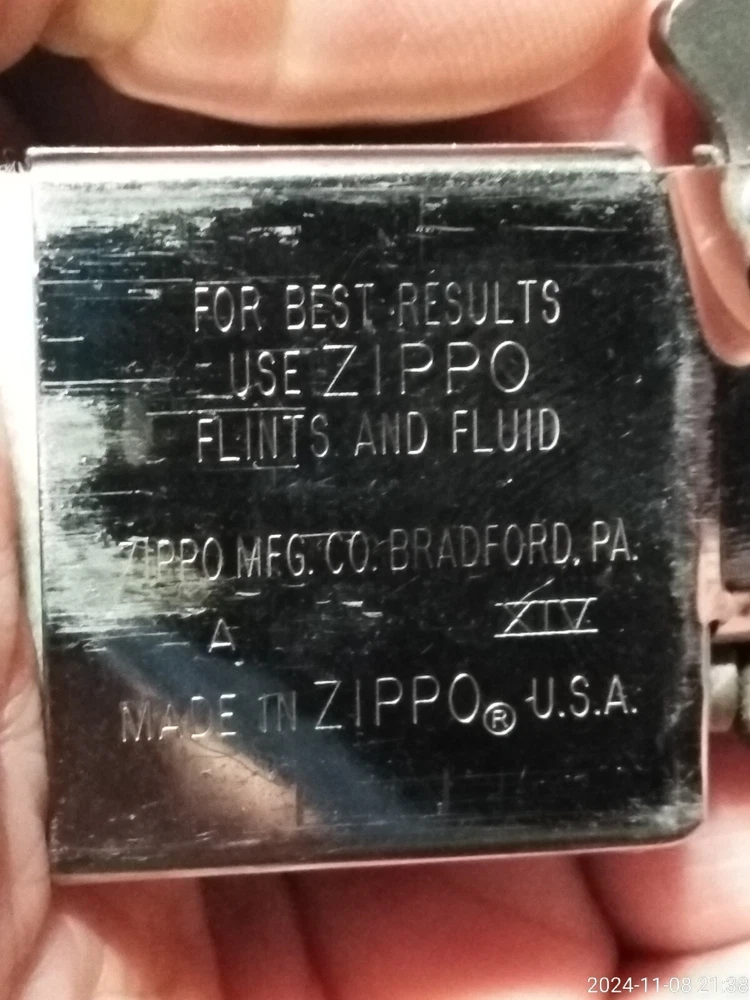 FOR BEST RESULTS
USE ZIPPO
FLINTS AND FLUID
ZIPPO MFG. CO. BRADFORD, PA.
A XIV
MADE IN ZIPPO® U.S.A.
2024-11-08 21:38